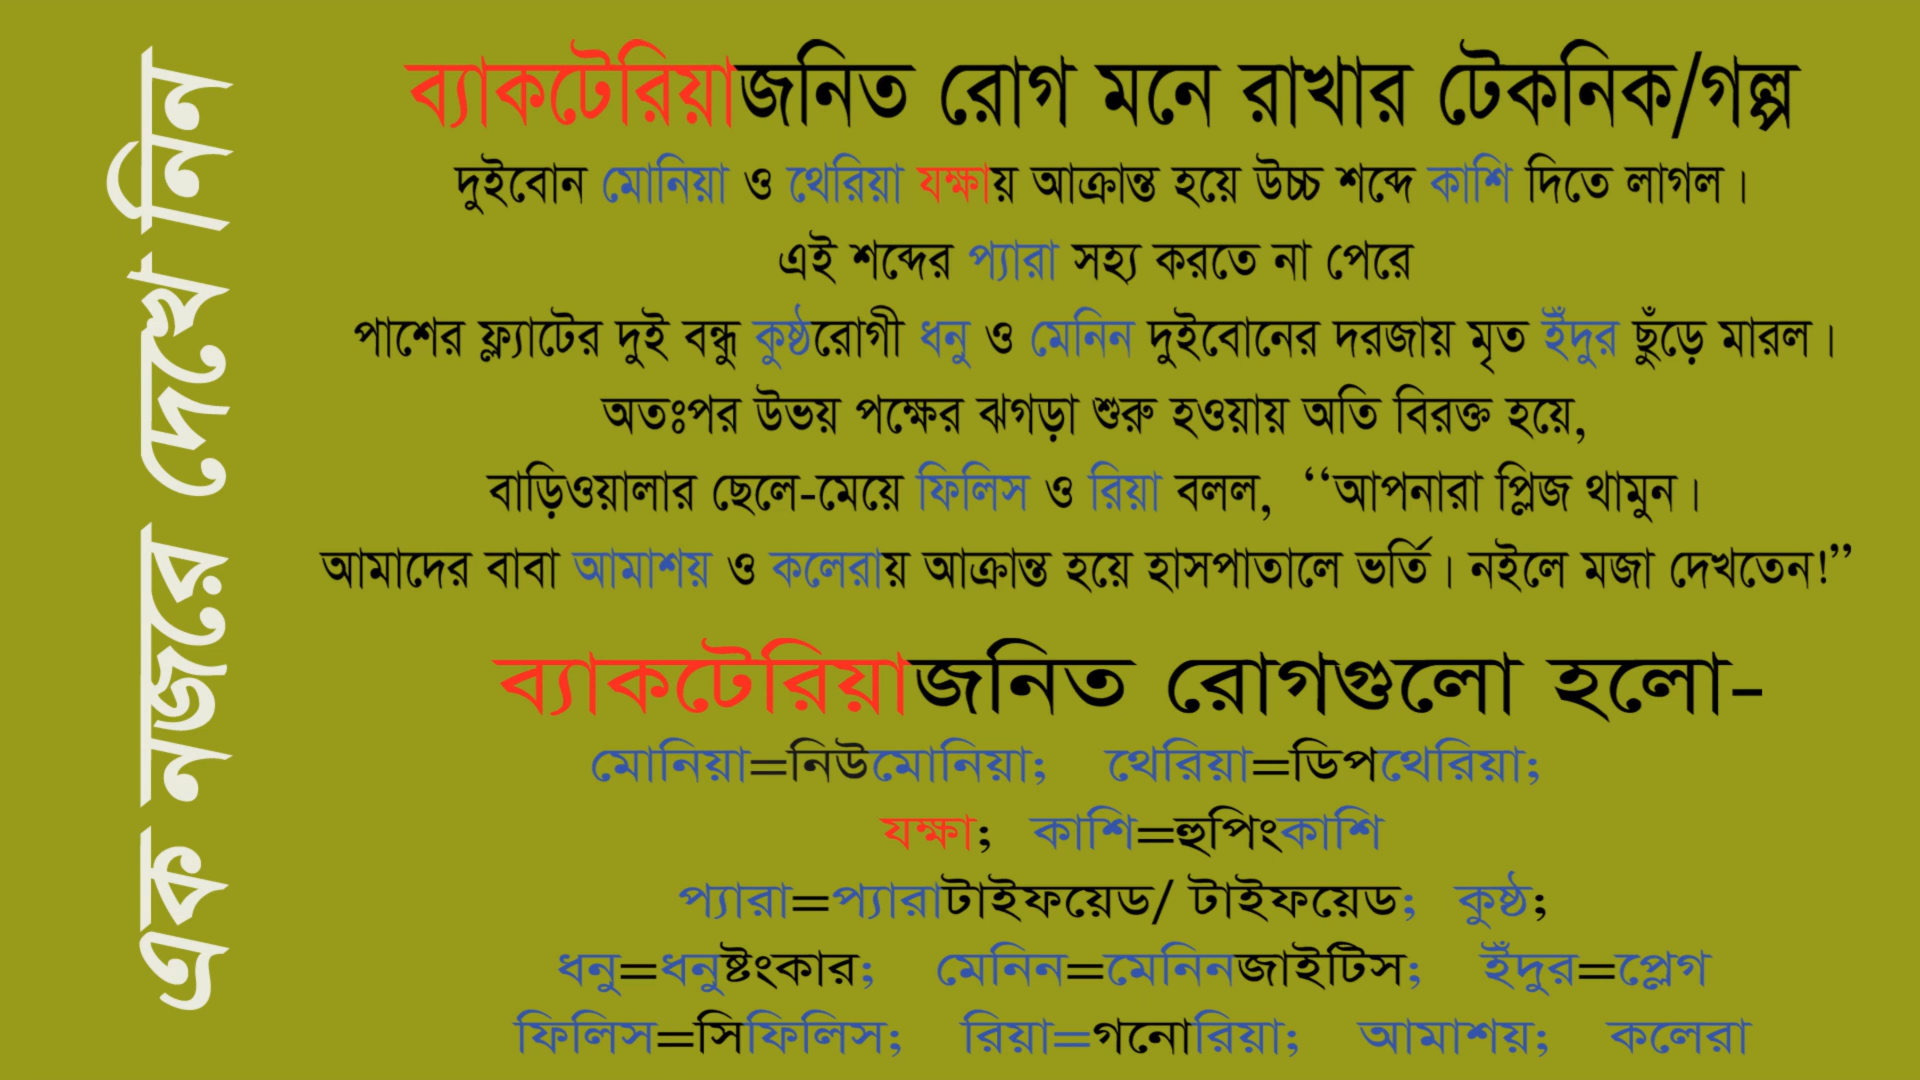 এক নজরে দেখে নিন
ব্যাকটেরিয়াজনিত রোগ মনে রাখার টেকনিক/গল্প
দুইবোন মোনিয়া ও থেরিয়া যক্ষায় আক্রান্ত হয়ে উচ্চ শব্দে কাশি দিতে লাগল।
এই শব্দের প্যারা সহ্য করতে না পেরে
পাশের ফ্ল্যাটের দুই বন্ধু কুষ্ঠরোগী ধনু ও মেনিন দুইবোনের দরজায় মৃত ইঁদুর ছুঁড়ে মারল।
অতঃপর উভয় পক্ষের ঝগড়া শুরু হওয়ায় অতি বিরক্ত হয়ে,
বাড়িওয়ালার ছেলে-মেয়ে ফিলিস ও রিয়া বলল, ‘‘আপনারা প্লিজ থামুন।
আমাদের বাবা আমাশয় ও কলেরায় আক্রান্ত হয়ে হাসপাতালে ভর্তি। নইলে মজা দেখতেন!”
ব্যাকটেরিয়াজনিত রোগগুলো হলো-
মোনিয়া=নিউমোনিয়া; থেরিয়া=ডিপথেরিয়া;
যক্ষা; কাশি=হুপিংকাশি
প্যারা=প্যারাটাইফয়েড/ টাইফয়েড; কুষ্ঠ;
ধনু=ধনুষ্টংকার; মেনিন=মেনিনজাইটিস; ইঁদুর=প্লেগ
ফিলিস=সিফিলিস; রিয়া=গনোরিয়া; আমাশয়; কলেরা